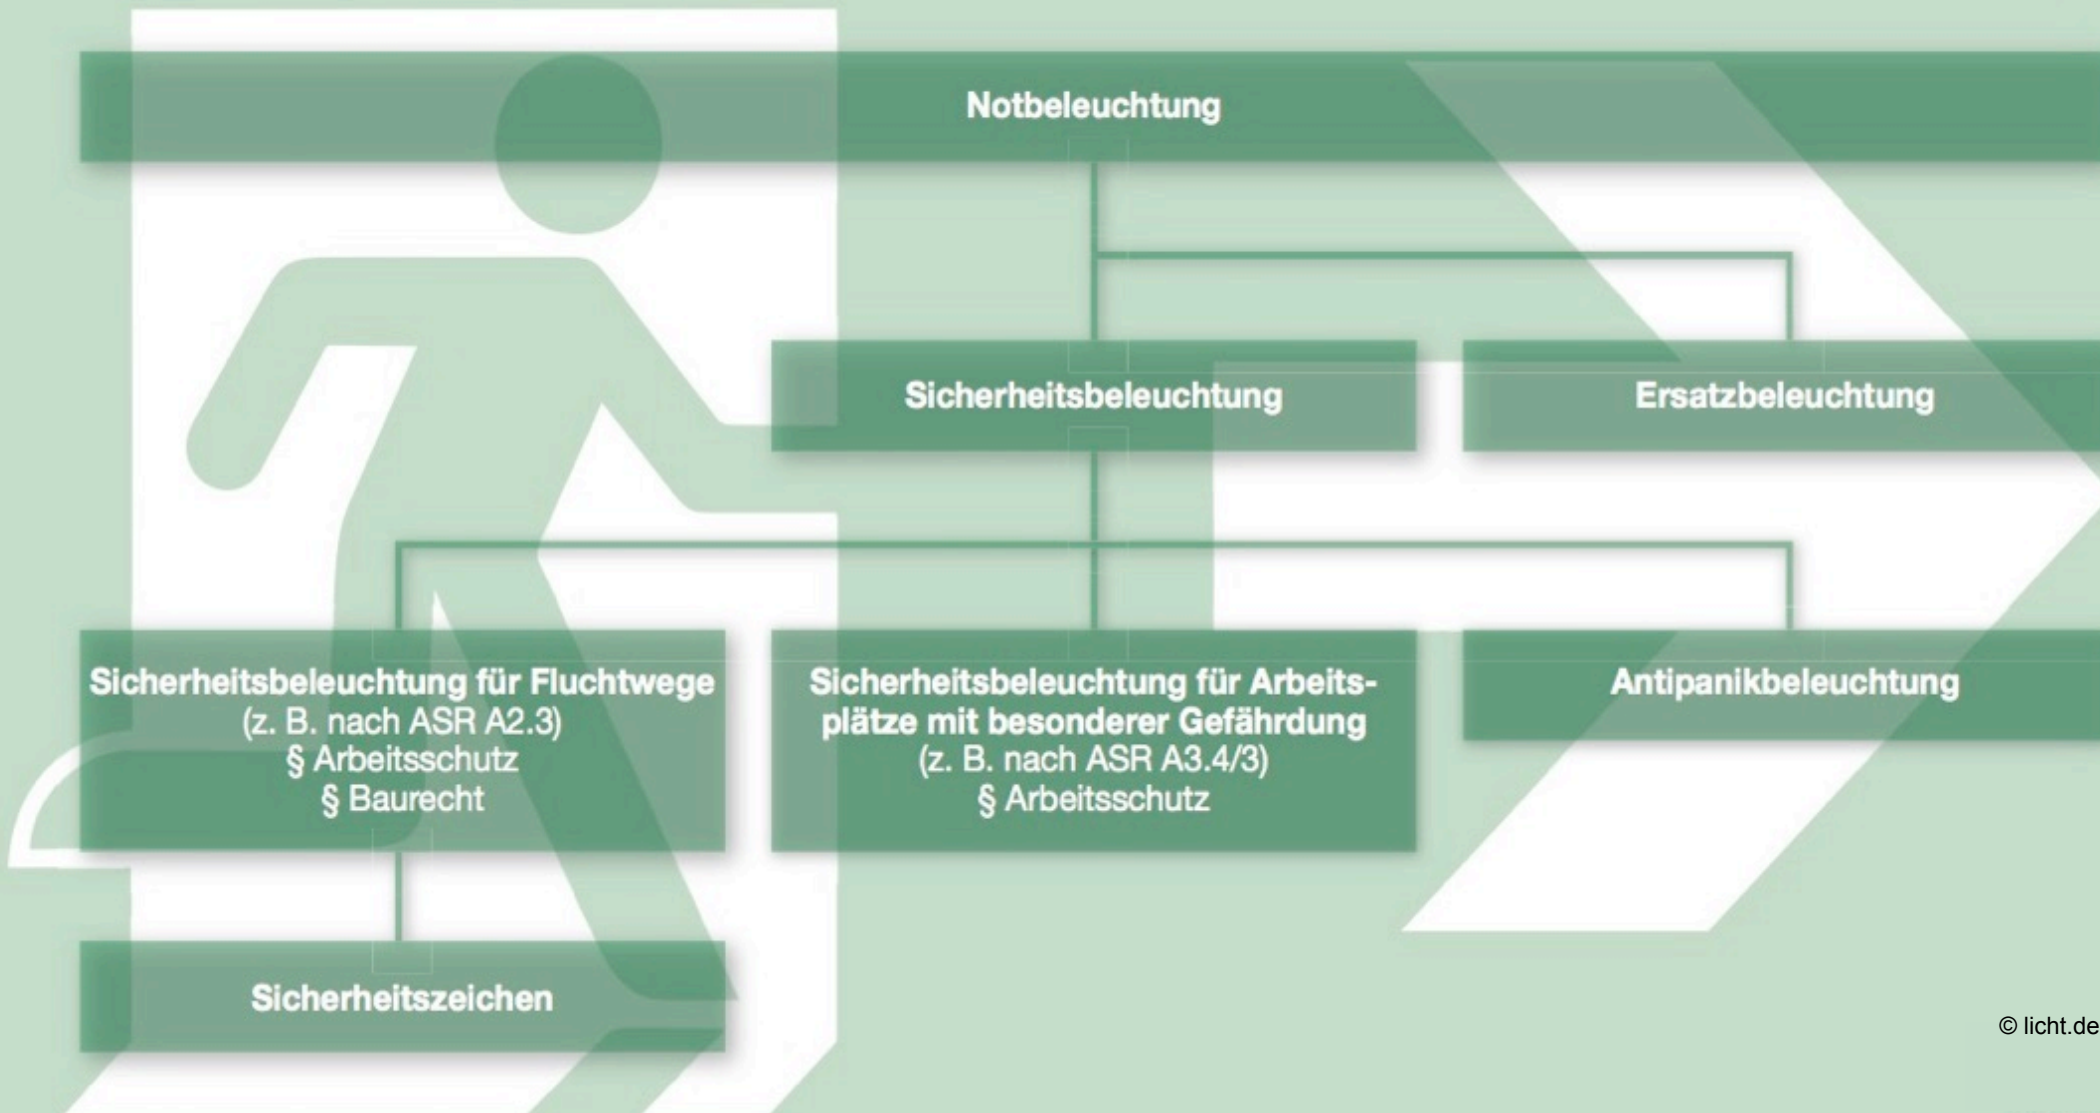 Notbeleuchtung
Sicherheitsbeleuchtung
Ersatzbeleuchtung
Sicherheitsbeleuchtung für Fluchtwege
(z. B. nach ASR A2.3)
§ Arbeitsschutz
§ Baurecht
Sicherheitsbeleuchtung für Arbeits-
plätze mit besonderer Gefährdung
(z. B. nach ASR A3.4/3)
§ Arbeitsschutz
Antipanikbeleuchtung
Sicherheitszeichen
© licht.de